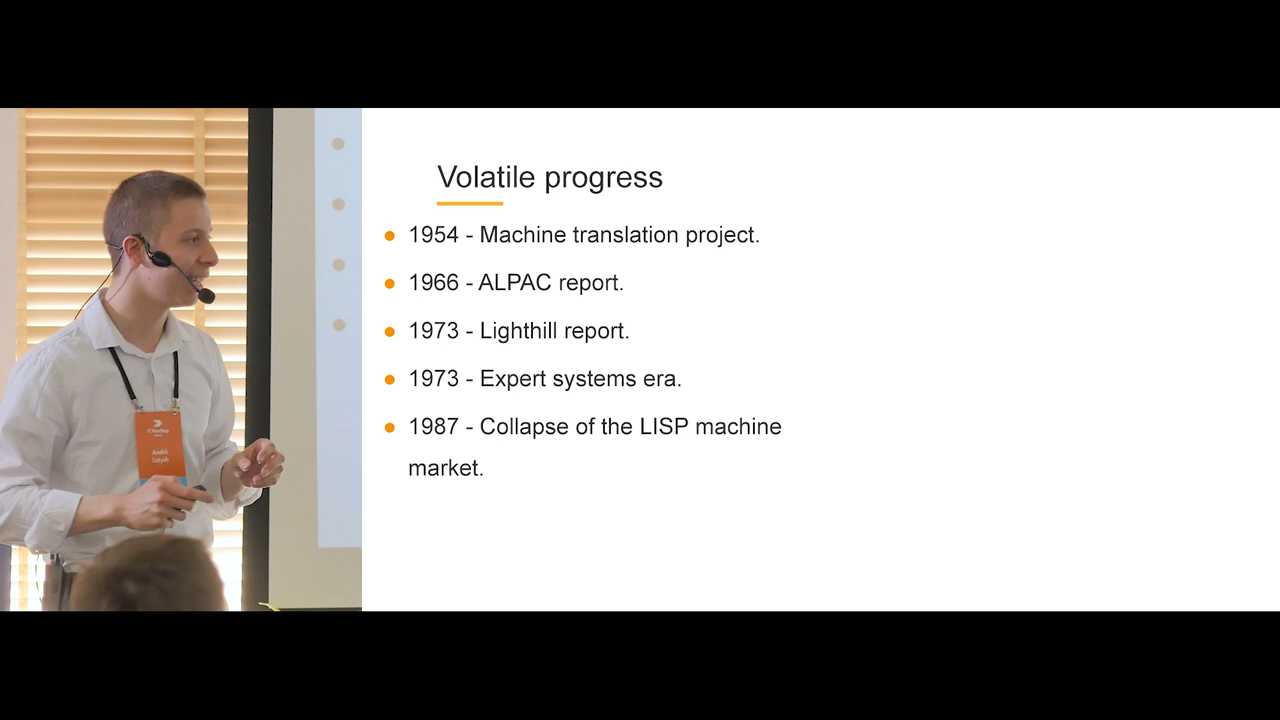 Volatile progress
● 1954 - Machine translation project.
● 1966 - ALPAC report.
● 1973 - Lighthill report.
● 1973 - Expert systems era.
● 1987 - Collapse of the LISP machine
market.
Andrii